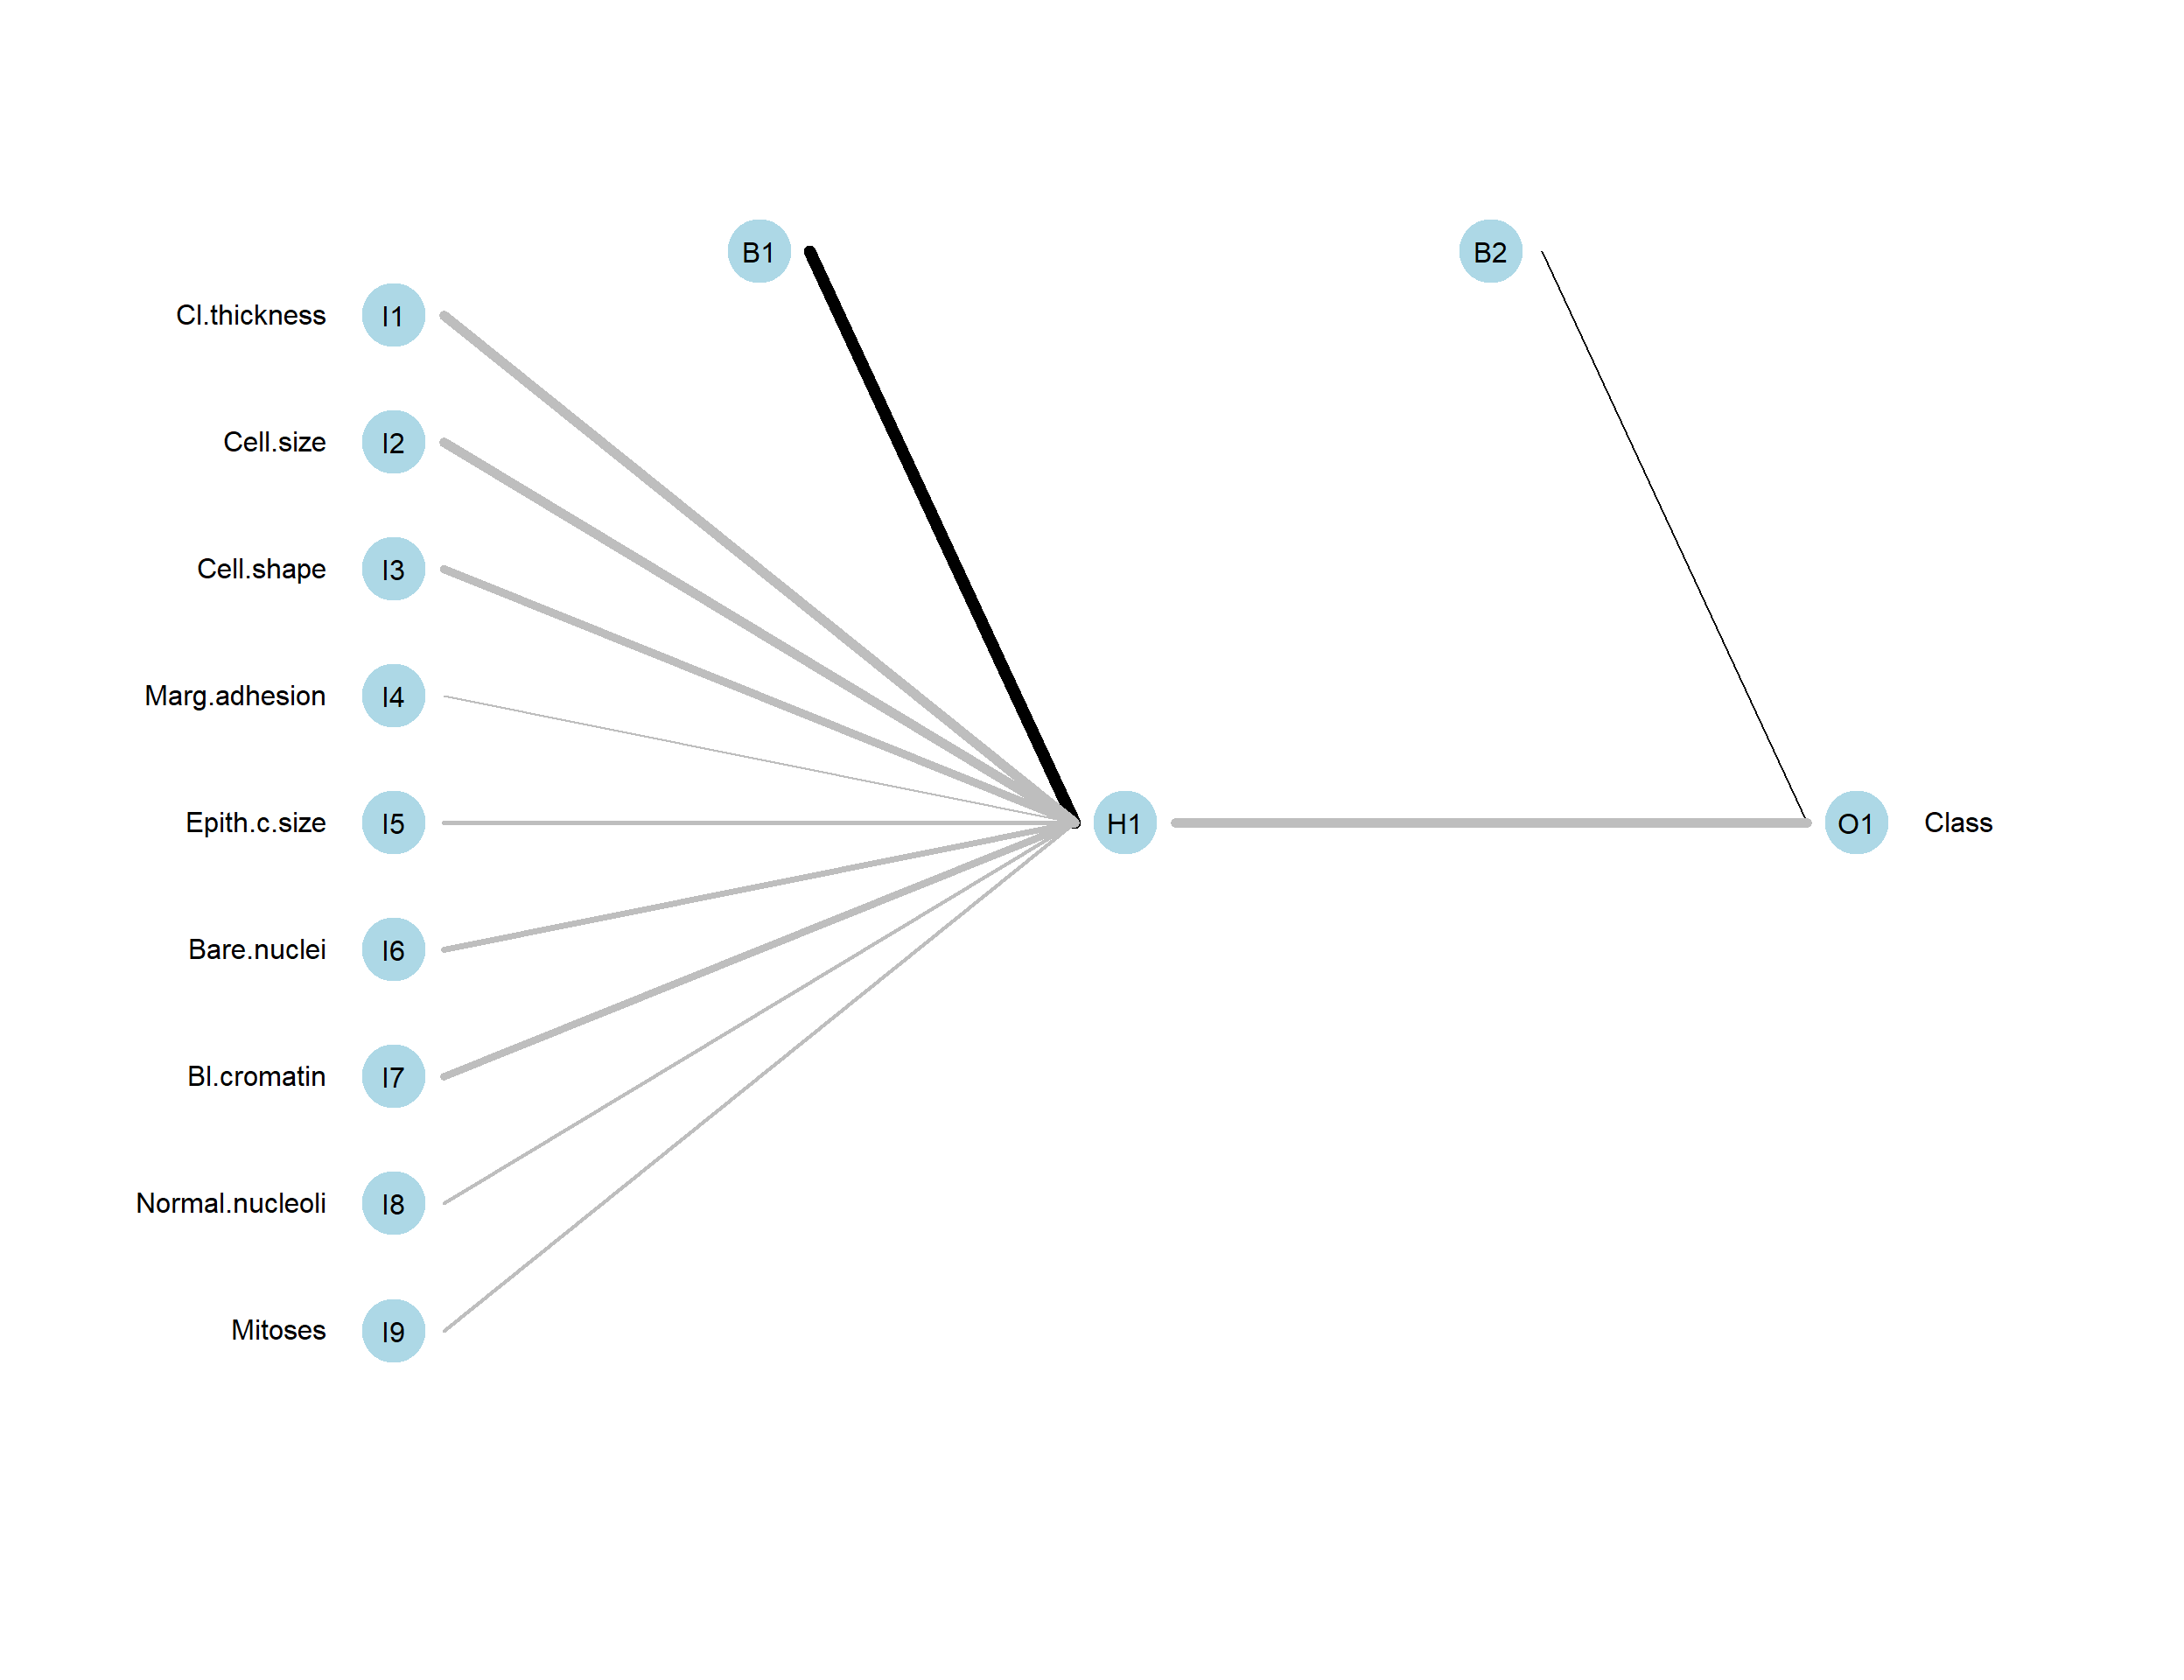 B1
B2
Cl.thickness I1
Cell.size I2
Cell.shape I3
Marg.adhesion I4
Epith.c.size I5
H1
O1 Class
Bare.nuclei I6
Bl.cromatin I7
Normal.nucleoli I8
Mitoses I9